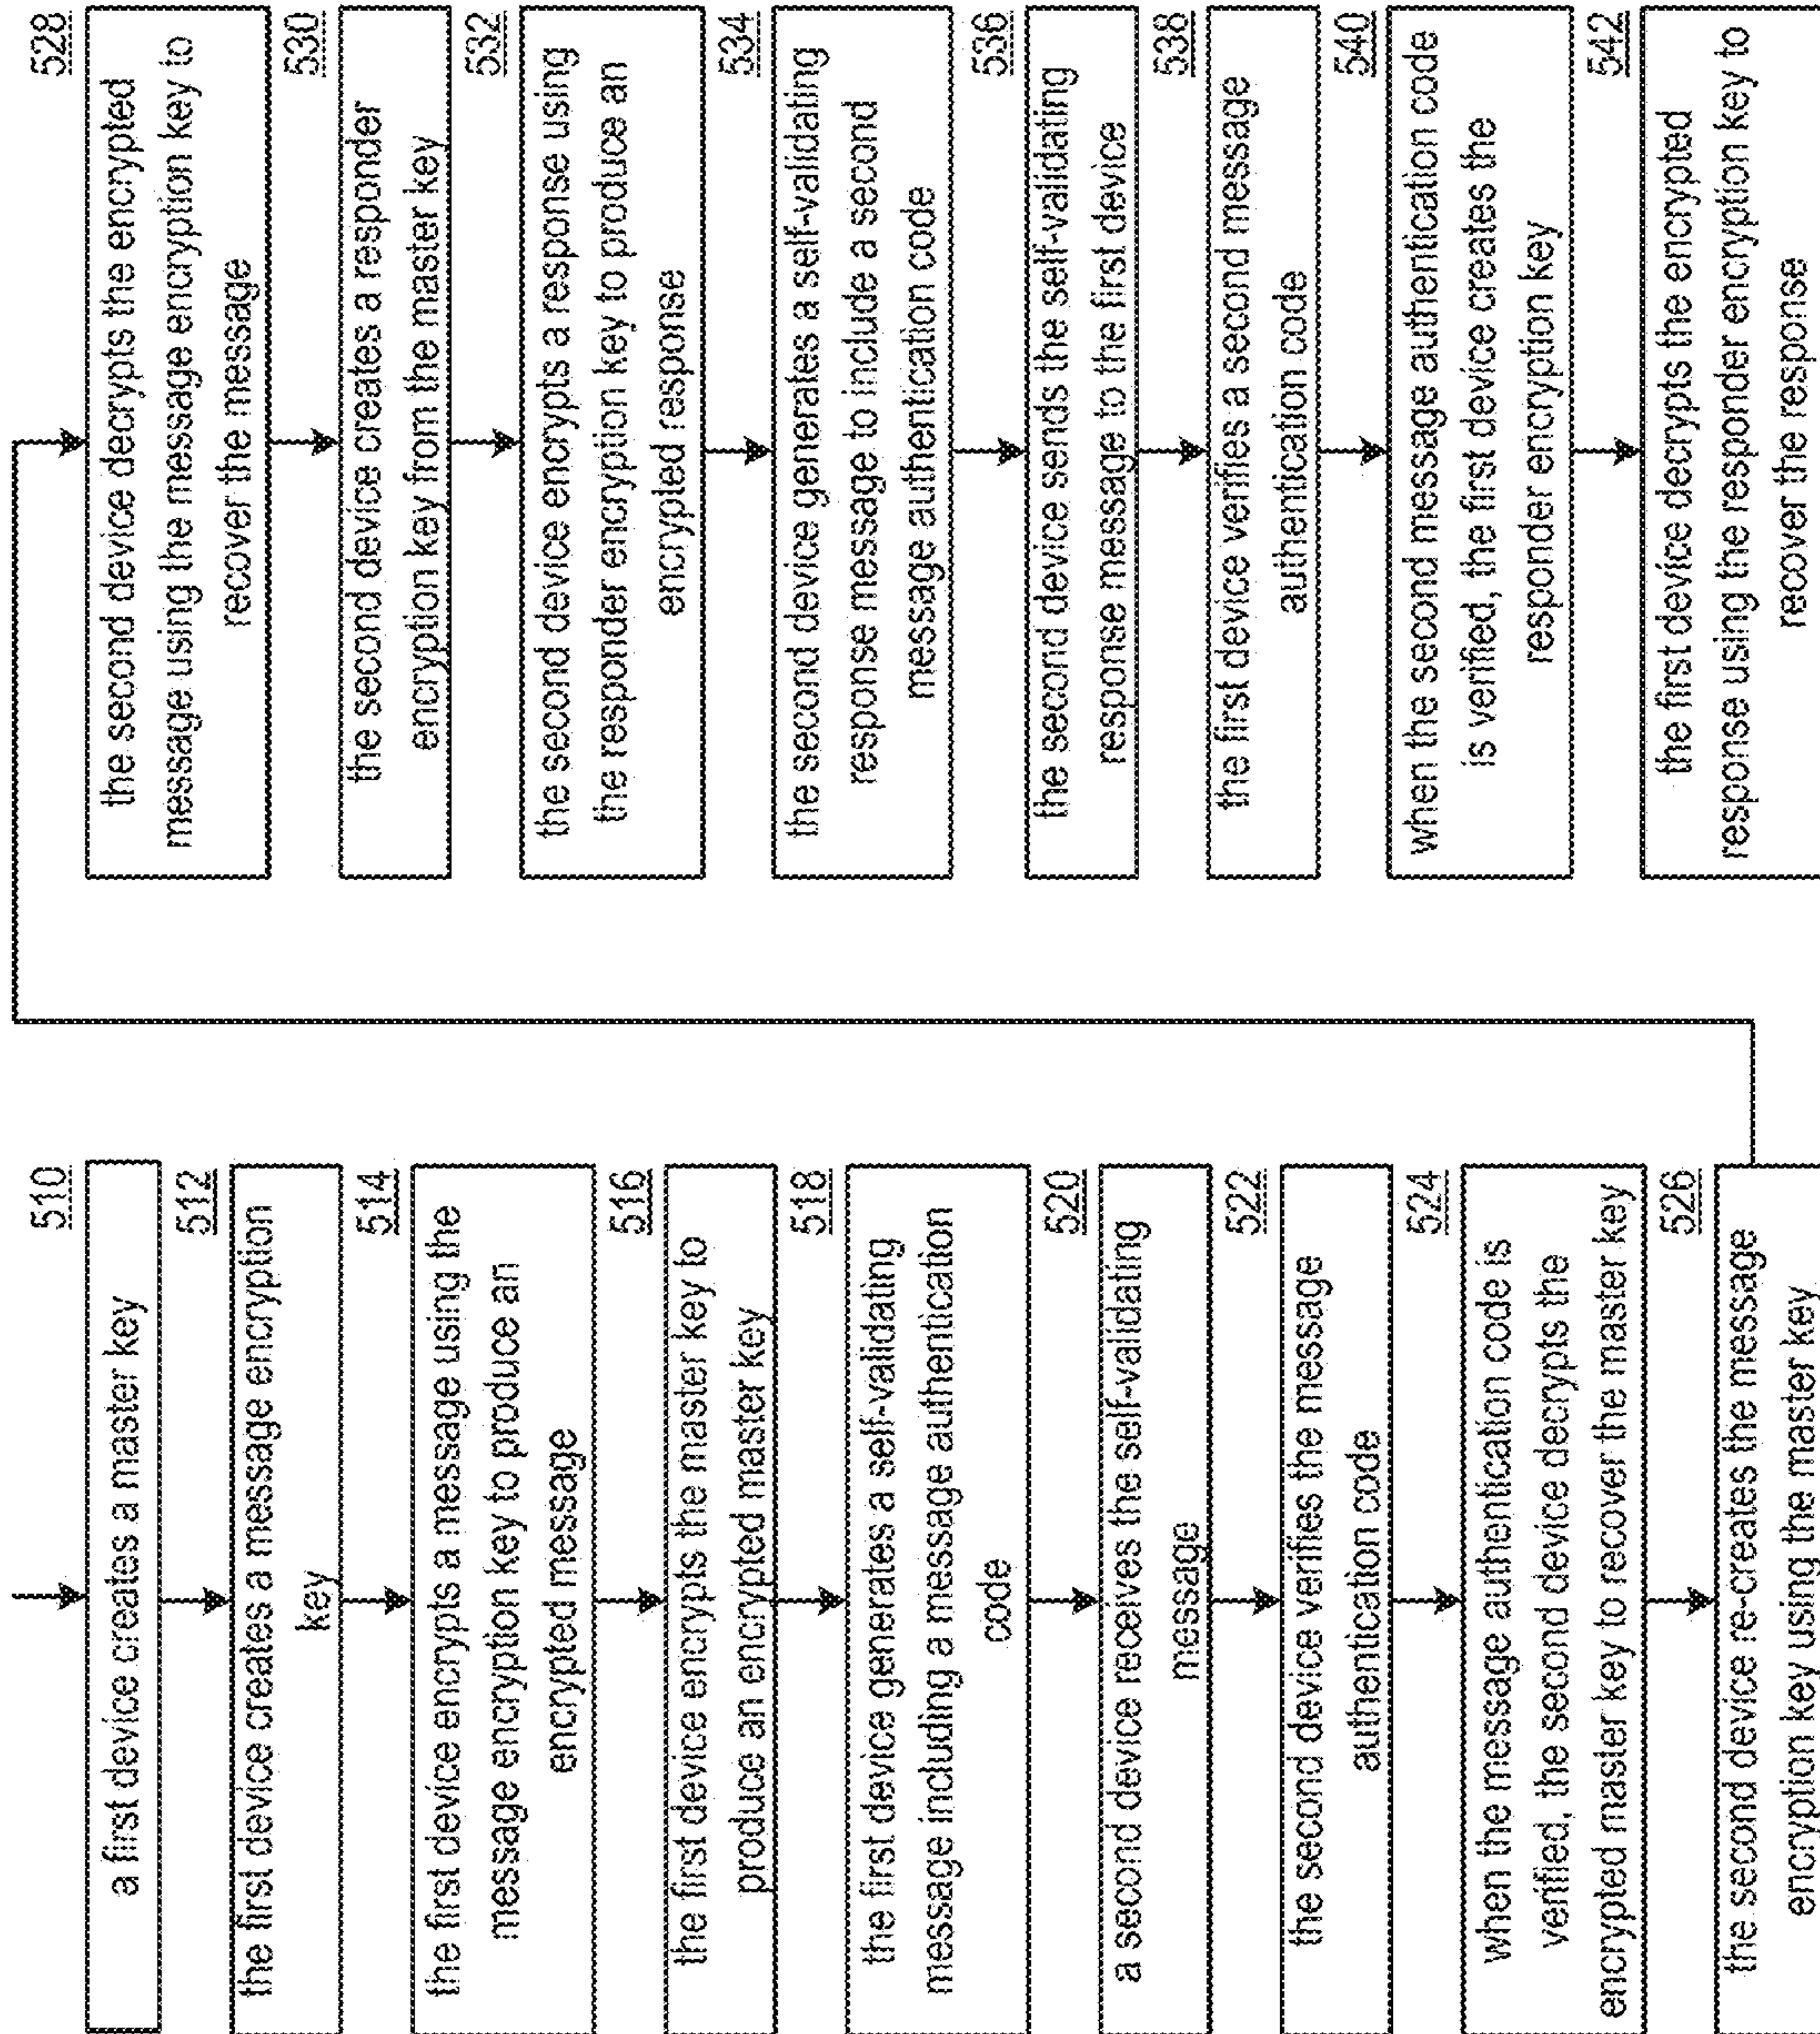 510
a first device creates a master key
512
the first device creates a message encryption
key
514
the first device encrypts a message using the
message encryption key to produce an
encrypted message
516
the first device encrypts the master key to
produce an encrypted master key
518
the first device generates a self-validating
message including a message authentication
code
520
a second device receives the self-validating
message
522
the second device verifies the message
authentication code
524
when the message authentication code is
verified, the second device decrypts the
encrypted master key to recover the master key
526
the second device re-creates the message
encryption key using the master key
528
the second device decrypts the encrypted
message using the message encryption key to
recover the message
530
the second device creates a responder
encryption key from the master key
532
the second device encrypts a response using
the responder encryption key to produce an
encrypted response
534
the second device generates a self-validating
response message to include a second
message authentication code
536
the second device sends the self-validating
response message to the first device
538
the first device verifies a second message
authentication code
540
when the second message authentication code
is verified, the first device creates the
responder encryption key
542
the first device decrypts the encrypted
response using the responder encryption key to
recover the response